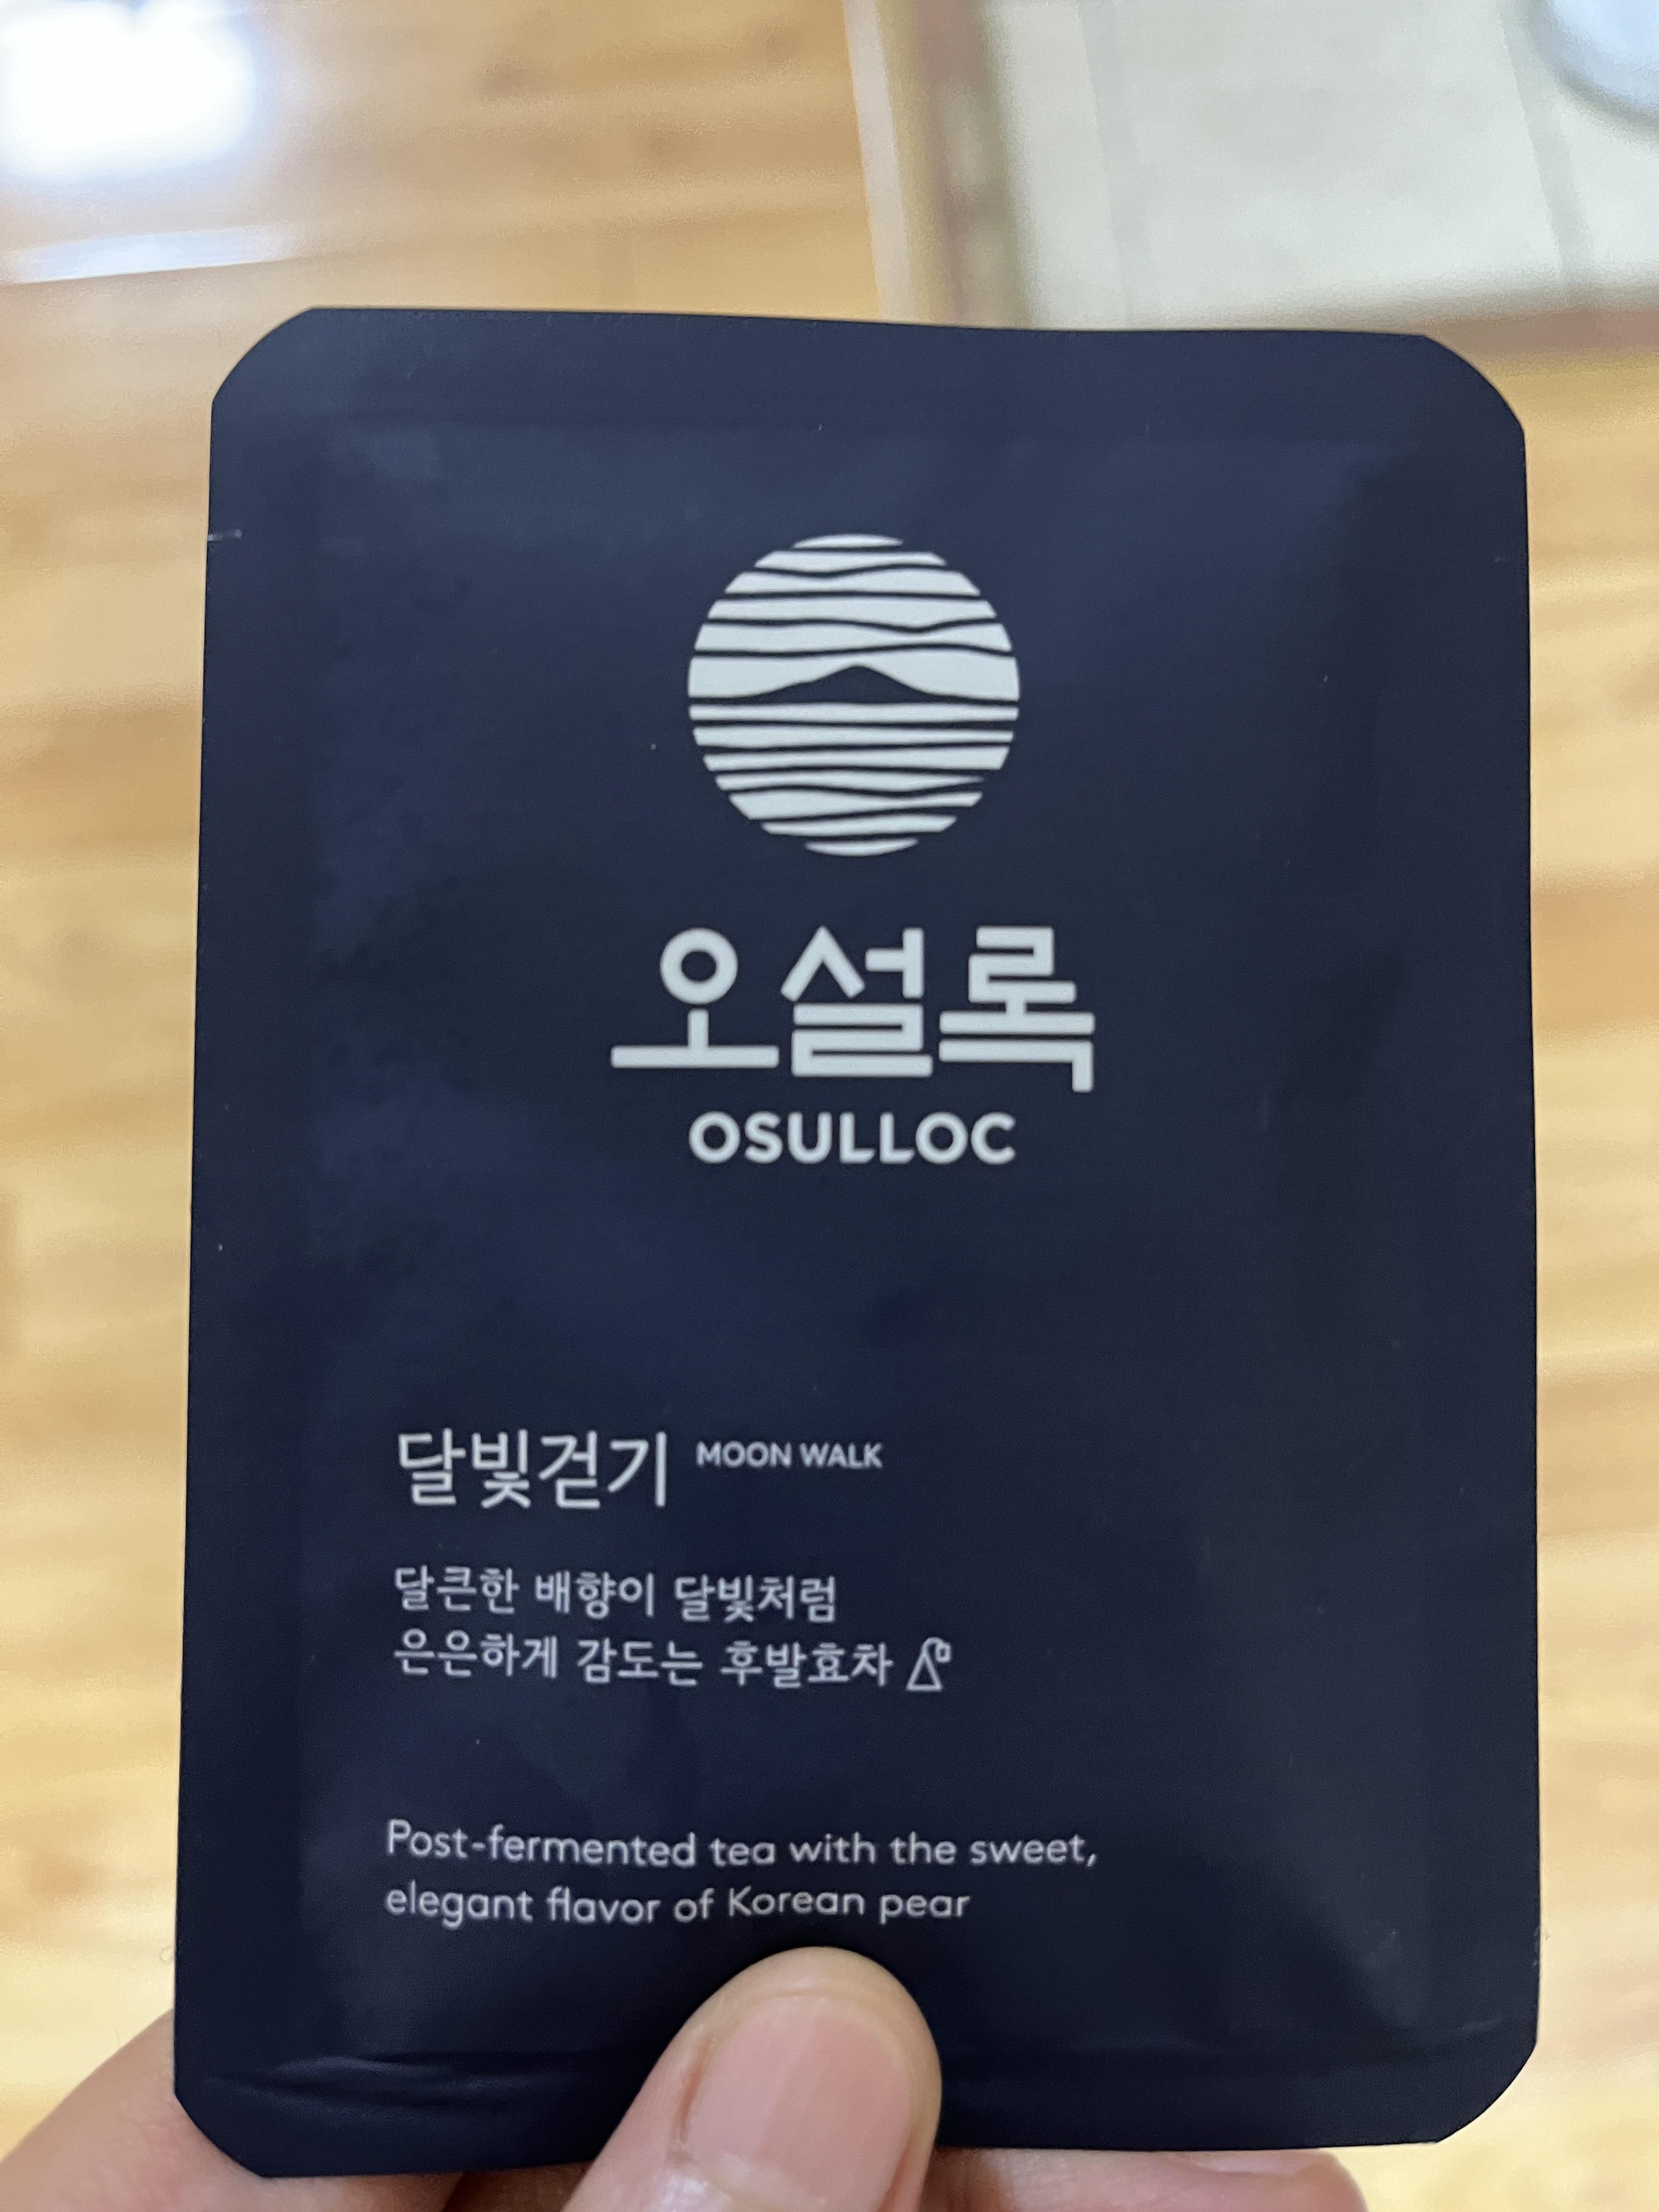 오설록
OSULLOC
달빛걷기 MOON WALK
달큰한 배향이 달빛처럼
은은하게 감도는 후발효차
Post-fermented tea with the sweet,
elegant flavor of Korean pear